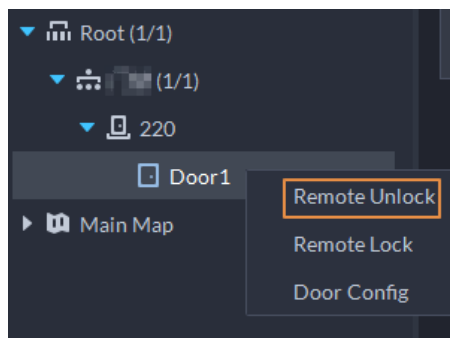 Root (1/1)
(1/1)
220
Door1
Remote Unlock
Main Map
Remote Lock
Door Config